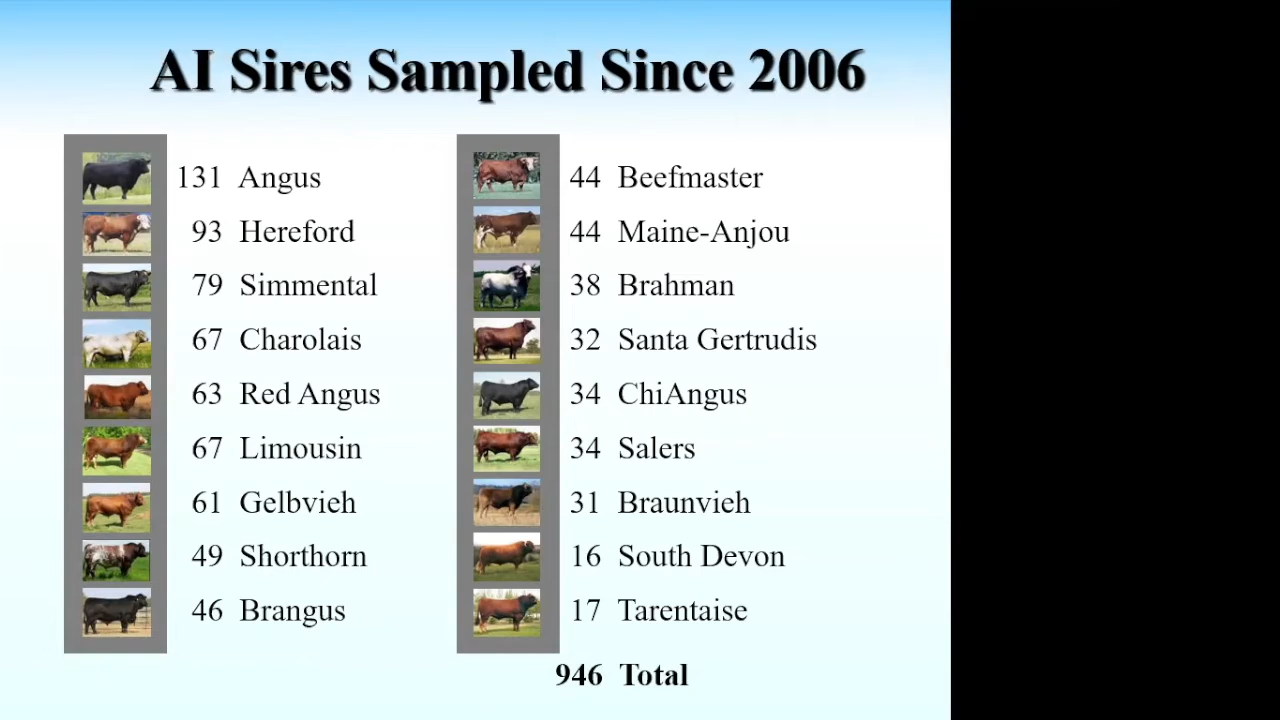 AI Sires Sampled Since 2006
131 Angus
93 Hereford
79 Simmental
67 Charolais
63 Red Angus
67 Limousin
61 Gelbvieh
49 Shorthorn
46 Brangus
44 Beefmaster
44 Maine-Anjou
38 Brahman
32 Santa Gertrudis
34 ChiAngus
34 Salers
31 Braunvieh
16 South Devon
17 Tarentaise
946 Total